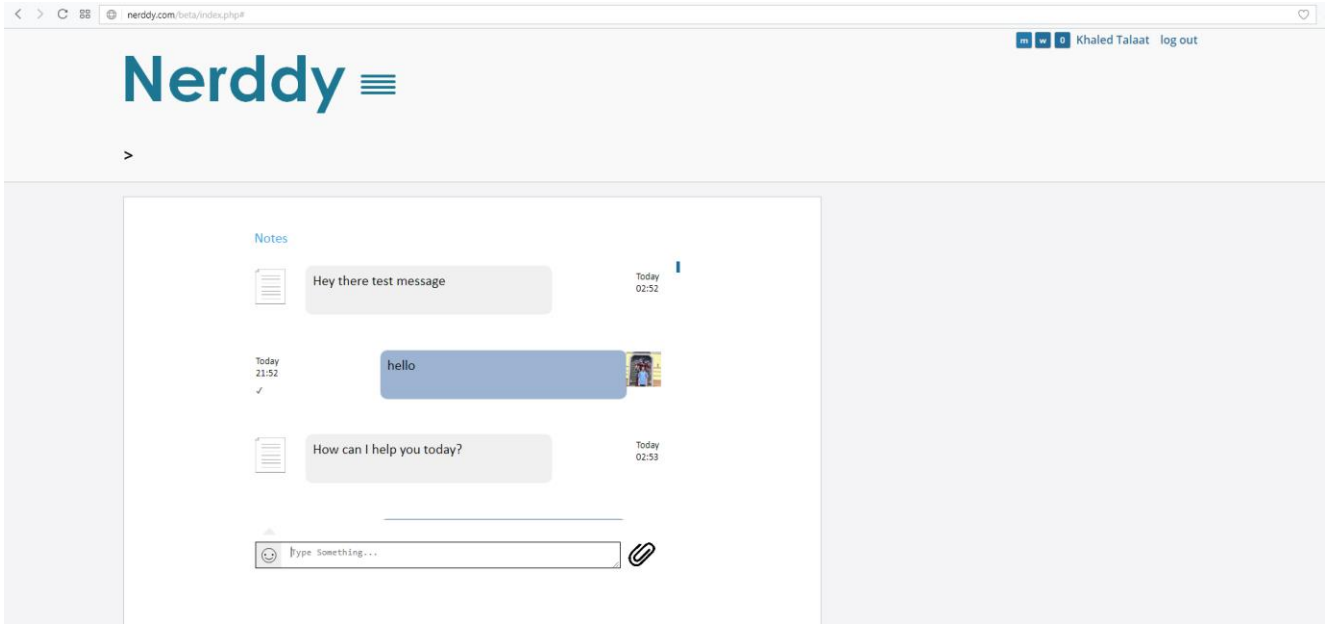 nerddy.com/beta/index.php#
m w 0 Khaled Talaat log out
Nerddy
>
Notes
Hey there test message
Today
02:52
Today
21:52
✓
hello
How can I help you today?
Today
02:53
Type Something...